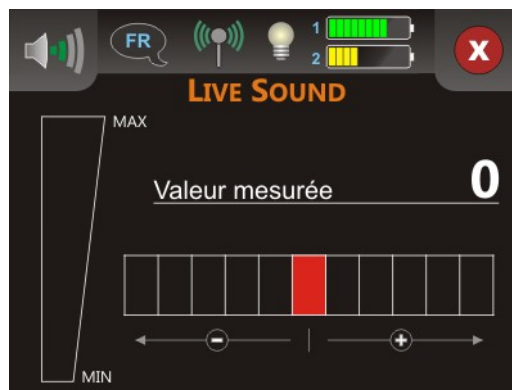 FR
1
2
X
LIVE SOUND
MAX
Valeur mesurée 0
- +
MIN